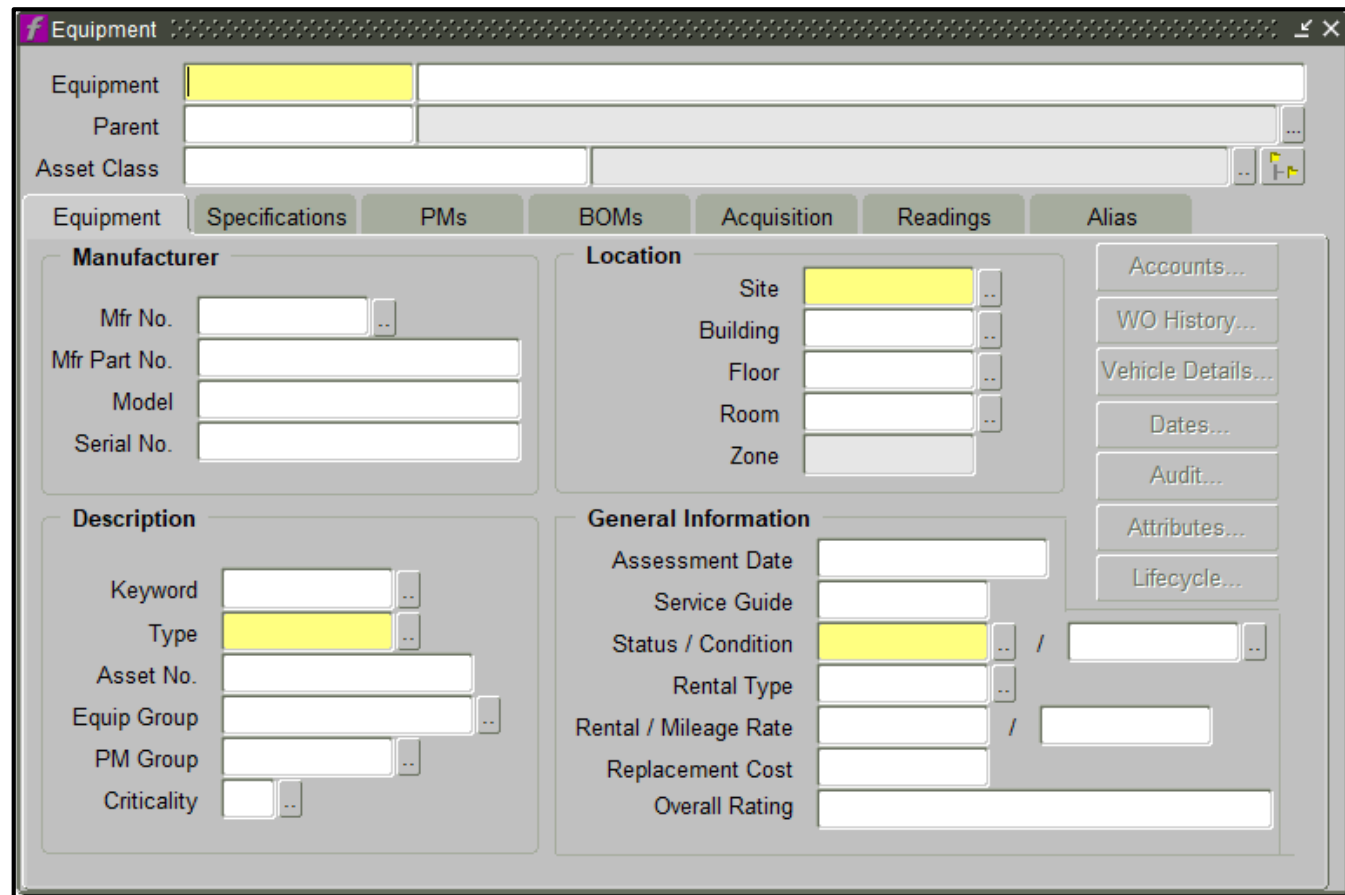 f Equipment
Equipment
Parent
...
Asset Class
..
Equipment Specifications PMs BOMs Acquisition Readings Alias
Manufacturer
Mfr No. ..
Mfr Part No.
Model
Serial No.
Location
Site ..
Building ..
Floor ..
Room ..
Zone
Accounts...
WO History...
Vehicle Details...
Dates...
Audit...
Attributes...
Lifecycle...
Description
Keyword ..
Type ..
Asset No.
Equip Group ..
PM Group ..
Criticality ..
General Information
Assessment Date
Service Guide
Status / Condition .. / ..
Rental Type ..
Rental / Mileage Rate /
Replacement Cost
Overall Rating